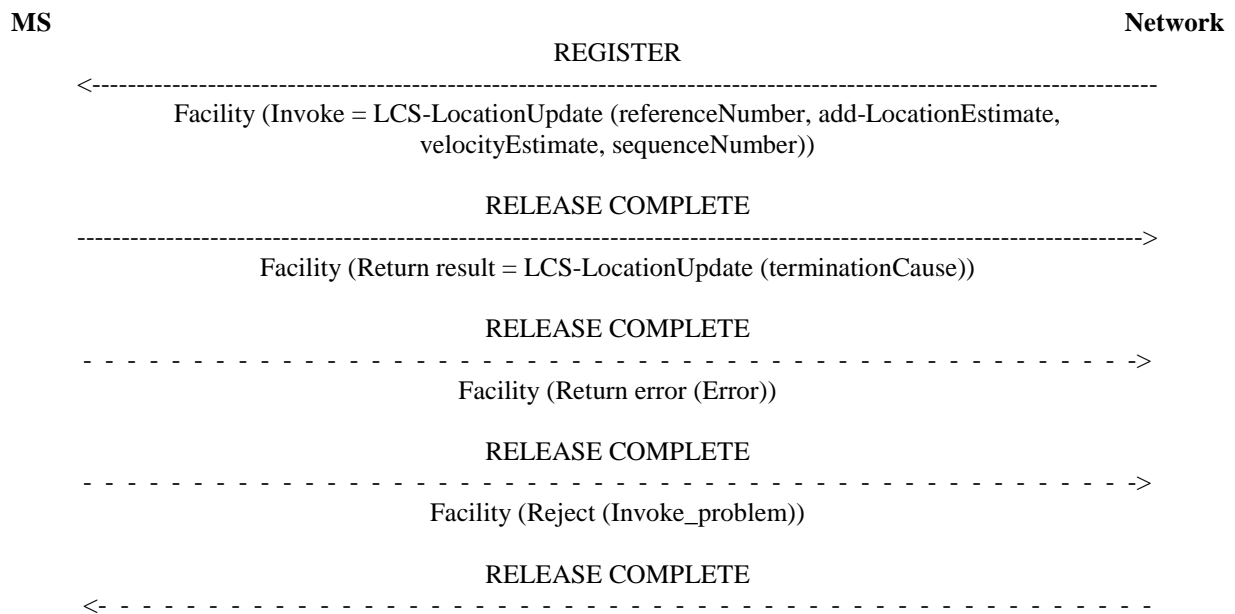 MS Network
REGISTER
<------------------------------------------------------------------------------------------------------------------------
Facility (Invoke = LCS-LocationUpdate (referenceNumber, add-LocationEstimate,
velocityEstimate, sequenceNumber))
RELEASE COMPLETE
------------------------------------------------------------------------------------------------------------------------>
Facility (Return result = LCS-LocationUpdate (terminationCause))
RELEASE COMPLETE
- - - - - - - - - - - - - - - - - - - - - - - - - - - - - - - - - - - - - - - - - - - - - - - ->
Facility (Return error (Error))
RELEASE COMPLETE
- - - - - - - - - - - - - - - - - - - - - - - - - - - - - - - - - - - - - - - - - - - - - - - ->
Facility (Reject (Invoke_problem))
RELEASE COMPLETE
<- - - - - - - - - - - - - - - - - - - - - - - - - - - - - - - - - - - - - - - - - - - - - - - -